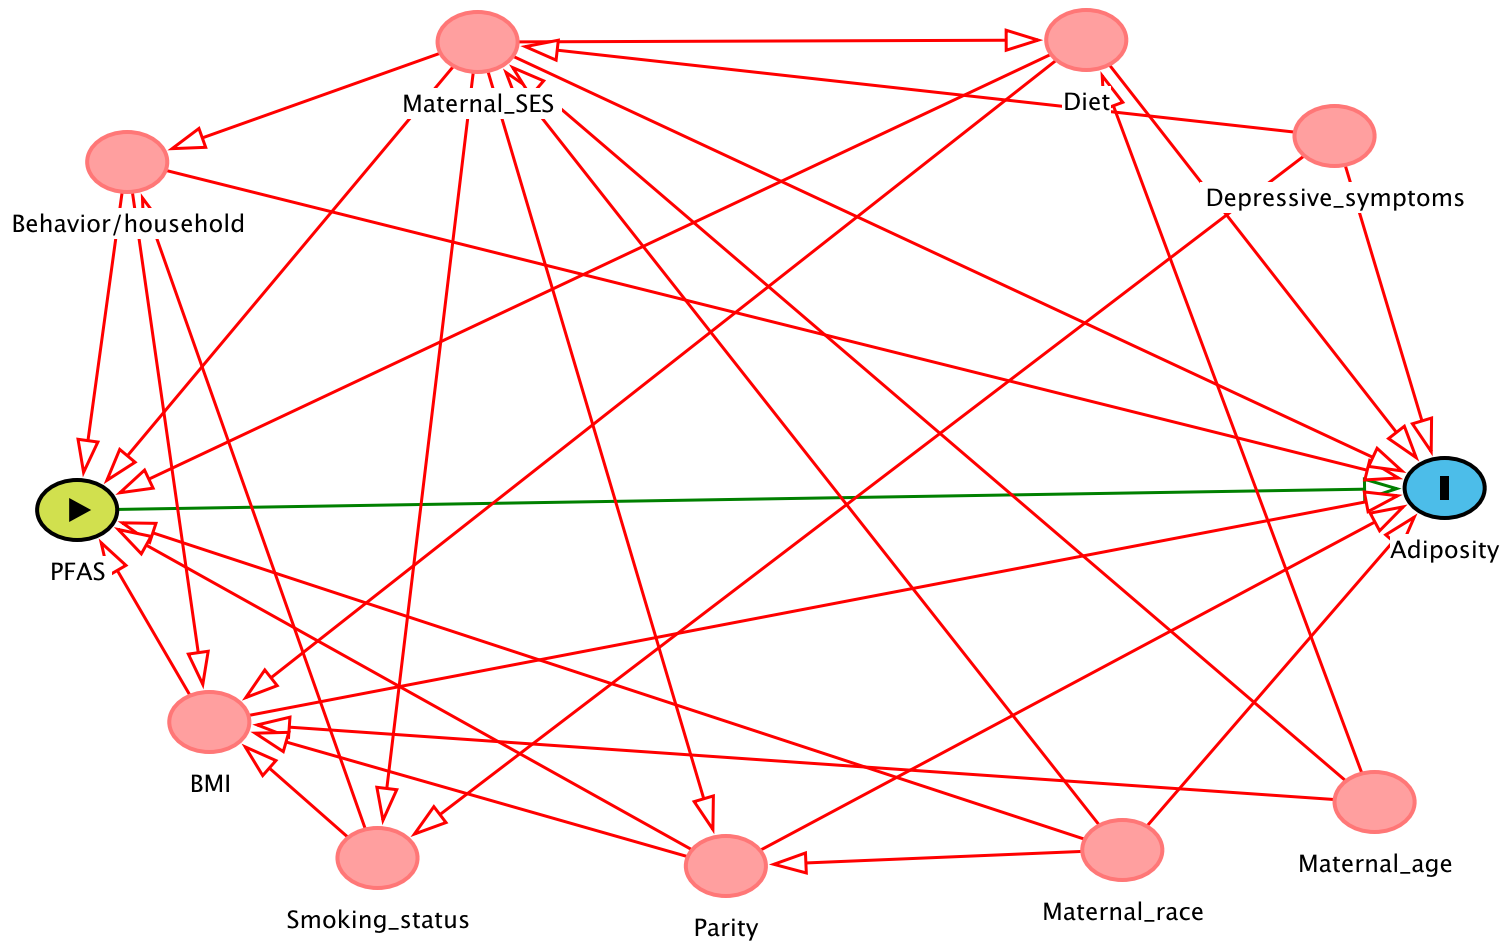 Maternal_SES
Diet
Depressive_symptoms
Behavior/household
PFAS
Adiposity
BMI
Smoking_status
Parity
Maternal_race
Maternal_age